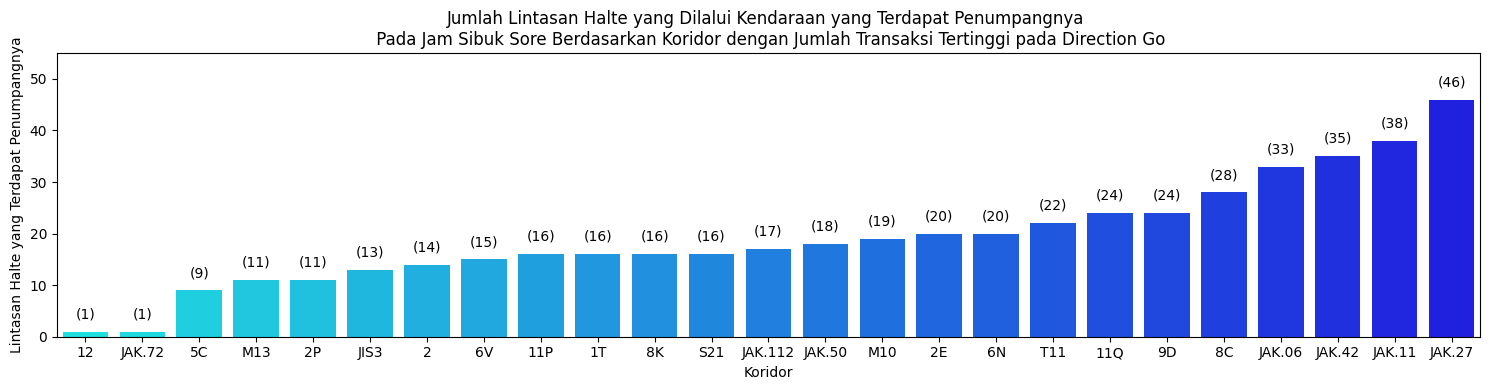 Jumlah Lintasan Halte yang Dilalui Kendaraan yang Terdapat Penumpangnya
Pada Jam Sibuk Sore Berdasarkan Koridor dengan Jumlah Transaksi Tertinggi pada Direction Go
Lintasan Halte yang Terdapat Penumpangnya
50
40
30
20
10
0
(1) (1) (9) (11) (11) (13) (14) (15) (16) (16) (16) (16) (17) (18) (19) (20) (20) (22) (24) (24) (28) (33) (35) (38) (46)
12 JAK.72 5C M13 2P JIS3 2 6V 11P 1T 8K S21 JAK.112 JAK.50 M10 2E 6N T11 11Q 9D 8C JAK.06 JAK.42 JAK.11 JAK.27
Koridor